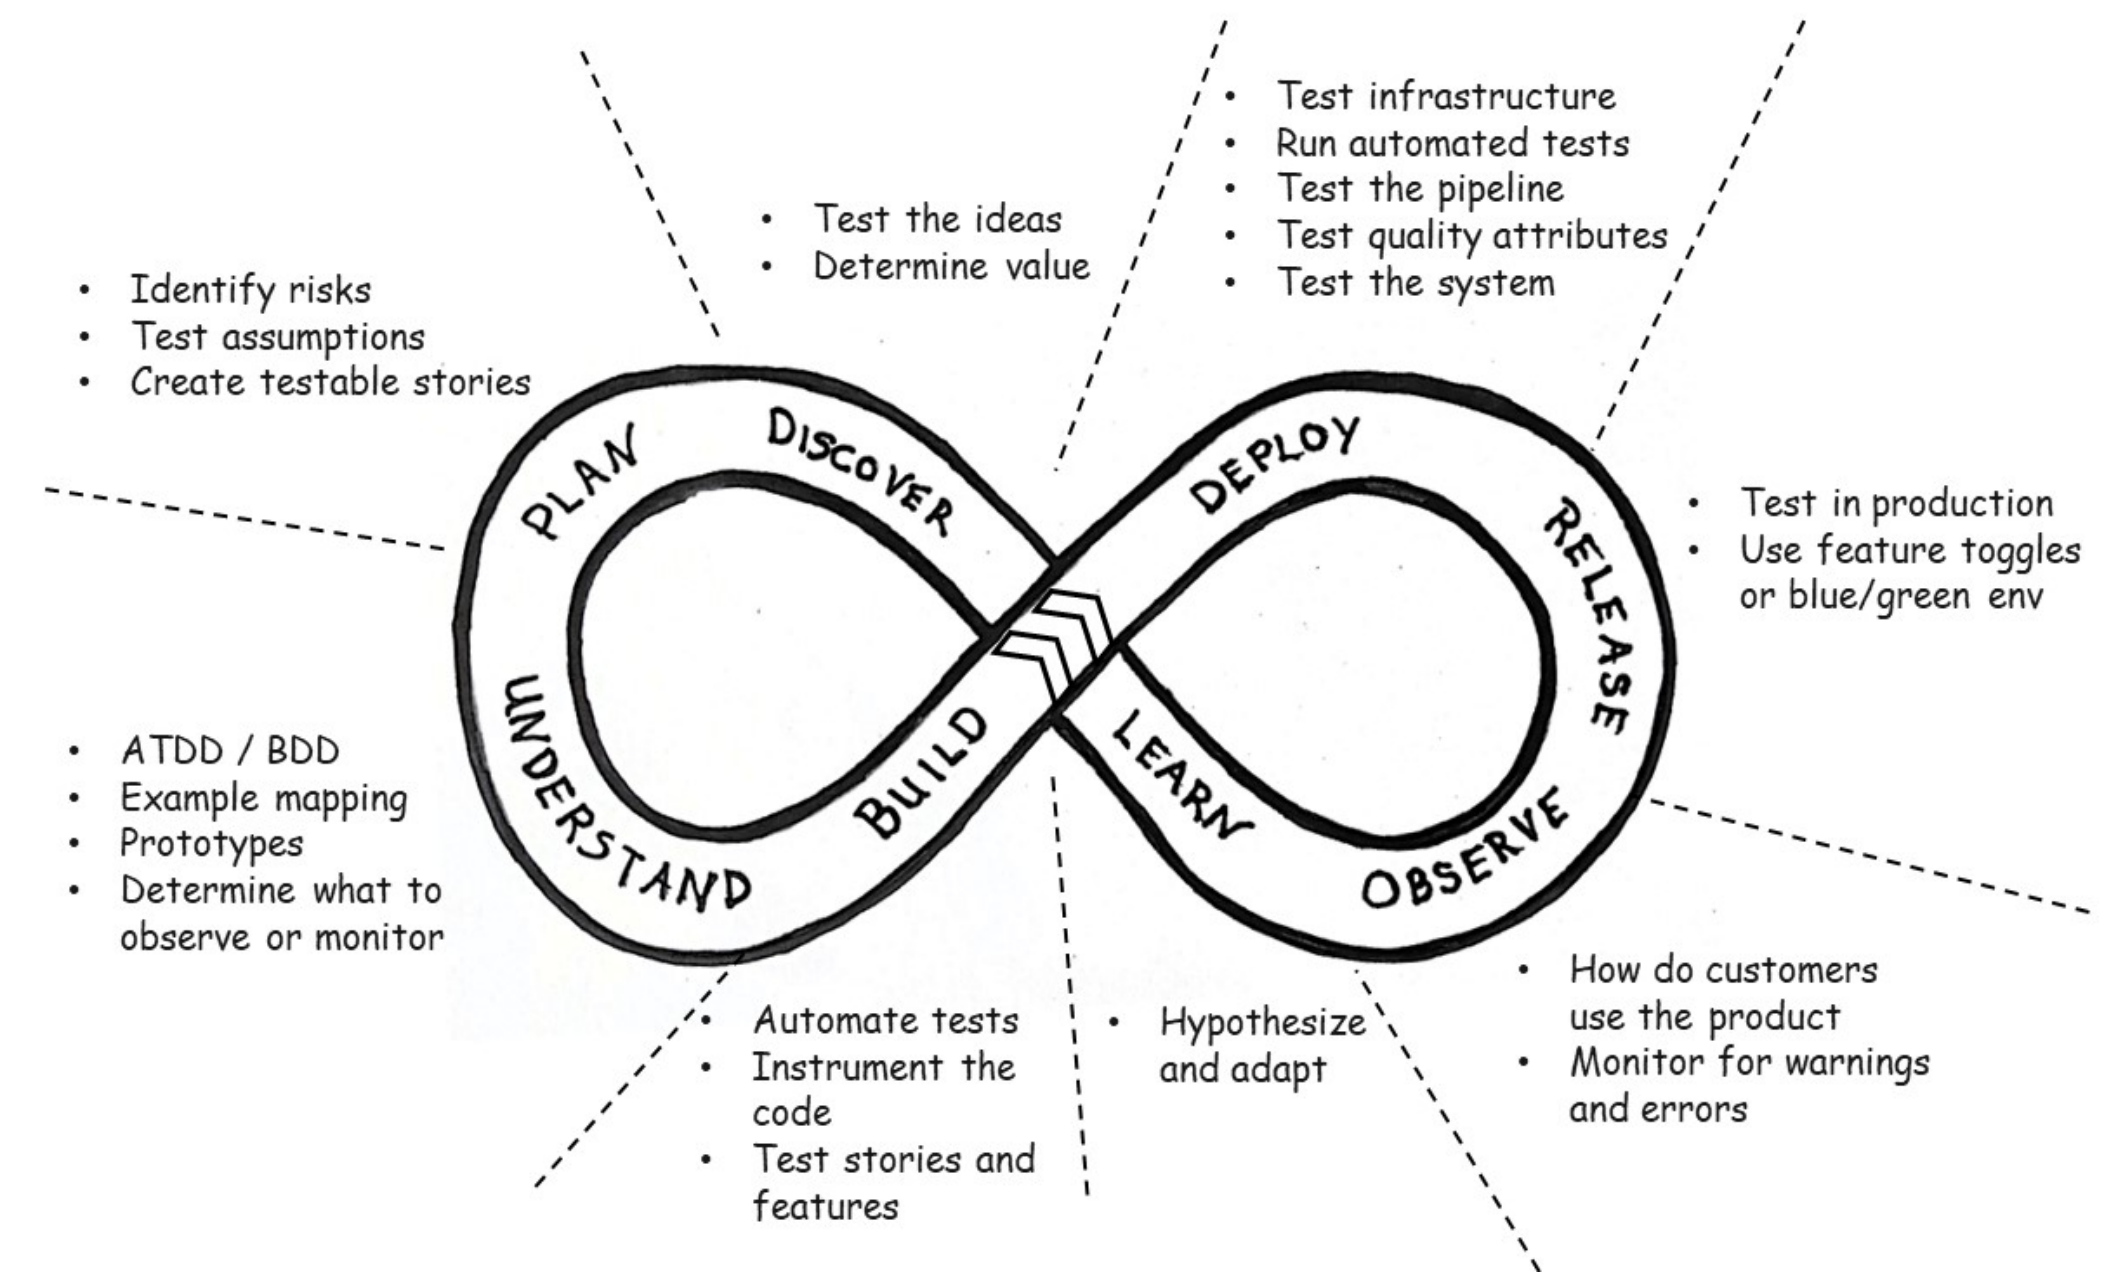 • Test the ideas
• Determine value
• Test infrastructure
• Run automated tests
• Test the pipeline
• Test quality attributes
• Test the system
• Identify risks
• Test assumptions
• Create testable stories
PLAN
DISCOVER
DEPLOY
RELEASE
• Test in production
• Use feature toggles
or blue/green env
UNDERSTAND
BUILD
LEARN
OBSERVE
• ATDD / BDD
• Example mapping
• Prototypes
• Determine what to
observe or monitor
• Automate tests
• Instrument the
code
• Test stories and
features
• Hypothesize
and adapt
• How do customers
use the product
• Monitor for warnings
and errors